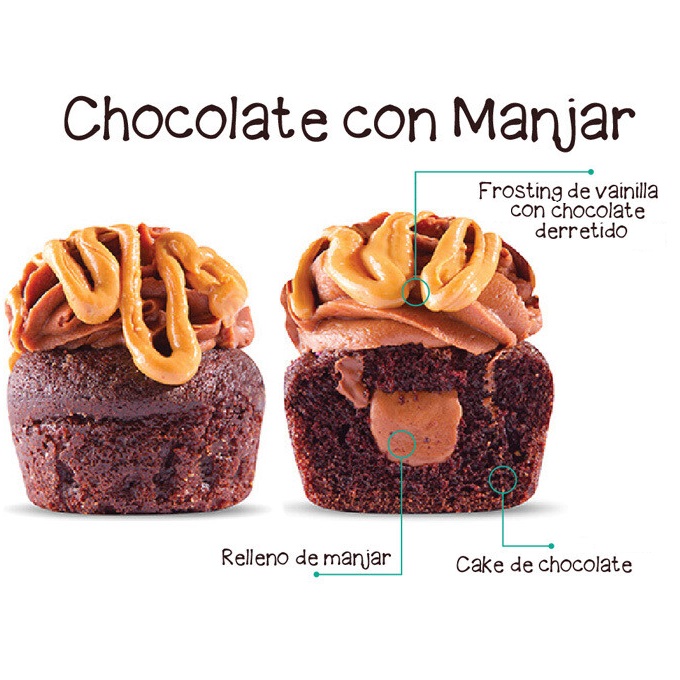 Chocolate con Manjar
Frosting de vainilla
con chocolate
derretido
Relleno de manjar
Cake de chocolate